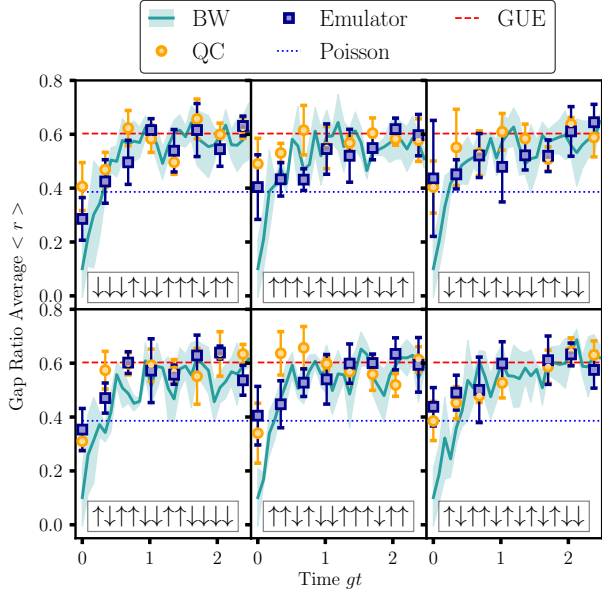 BW
Emulator
GUE
QC
Poisson
Gap Ratio Average < r >
0.8
0.6
0.4
0.2
0.0
↓↓↓↑↓↓↑↑↑↓↑↑
↑↑↑↓↑↓↓↓↑↓↓↑
↓↑↑↓↑↓↓↓↑↑↓↓
0.8
0.6
0.4
0.2
0.0
↑↓↑↑↓↓↑↑↓↓↓↓
↑↑↓↑↓↓↑↑↑↓↑↑
↑↓↑↑↓↑↓↑↓↑↓↓
0 1 2
0 1 2
0 1 2
Time gt